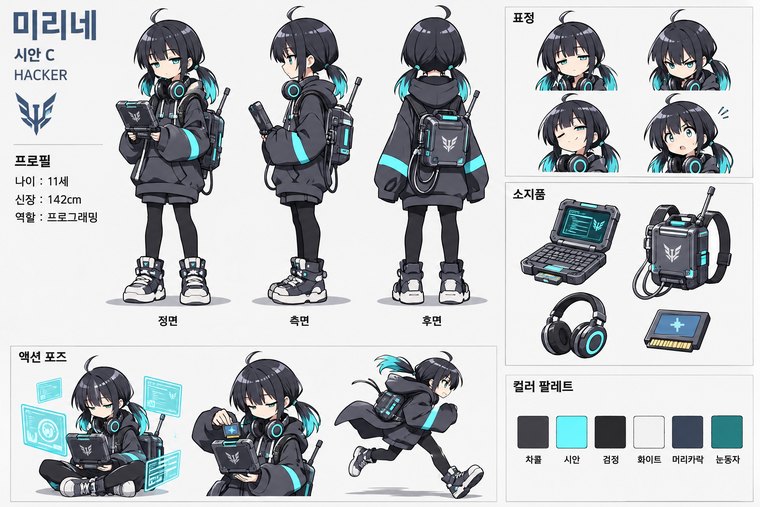 미리네
시안 C
HACKER
프로필
나이 : 11세
신장 : 142cm
역할 : 프로그래밍
정면
측면
후면
표정
소지품
액션 포즈
컬러 팔레트
차콜
시안
검정
화이트
머리카락
눈동자